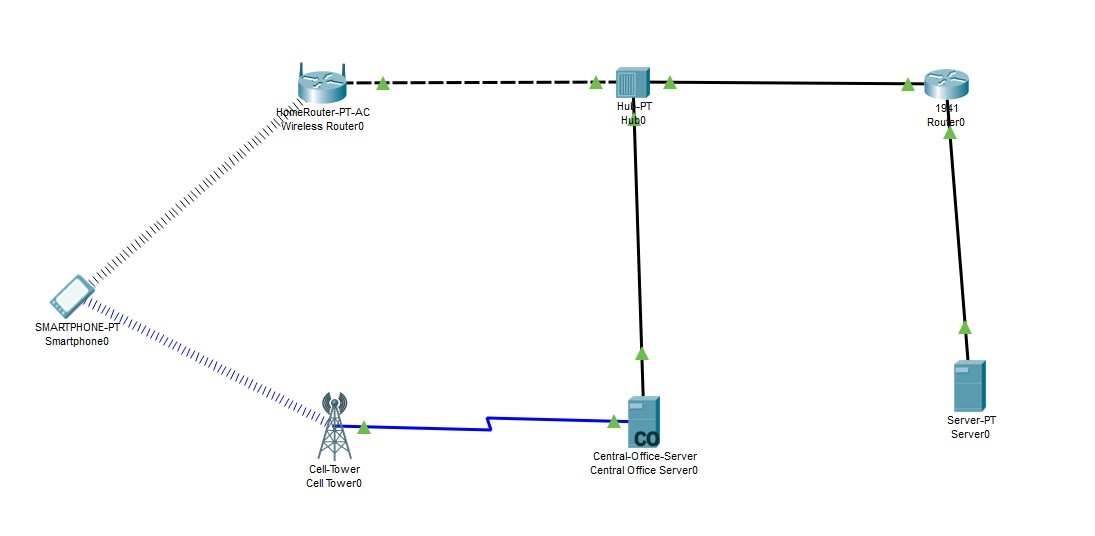 HomeRouter-PT-AC
Wireless Router0
Hub-PT
Hub0
1941
Router0
SMARTPHONE-PT
Smartphone0
Cell-Tower
Cell Tower0
CO
Central-Office-Server
Central Office Server0
Server-PT
Server0